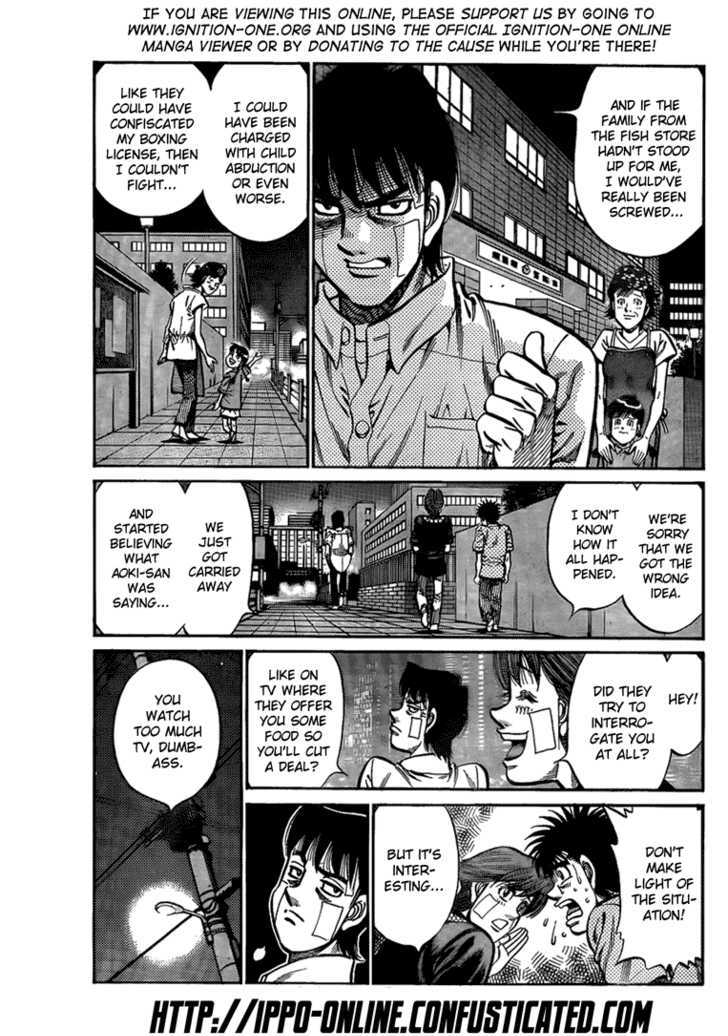 IF YOU ARE VIEWING THIS ONLINE, PLEASE SUPPORT US BY GOING TO
WWW.IGNITION-ONE.ORG AND USING THE OFFICIAL IGNITION-ONE ONLINE
MANGA VIEWER OR BY DONATING TO THE CAUSE WHILE YOU'RE THERE!
AND IF THE
FAMILY FROM
THE FISH STORE
HADN'T STOOD
UP FOR ME,
I WOULD'VE
REALLY BEEN
SCREWED...
I COULD
HAVE BEEN
CHARGED
WITH CHILD
ABDUCTION
OR EVEN
WORSE.
LIKE THEY
COULD HAVE
CONFISCATED
MY BOXING
LICENSE, THEN
I COULDN'T
FIGHT...
WE'RE
SORRY
THAT WE
GOT THE
WRONG
IDEA.
I DON'T
KNOW
HOW IT
ALL HAP-
PENED.
WE
JUST
GOT
CARRIED
AWAY
AND
STARTED
BELIEVING
WHAT
AOKI-SAN
WAS
SAYING...
HEY!
DID THEY
TRY TO
INTERRO-
GATE YOU
AT ALL?
LIKE ON
TV WHERE
THEY OFFER
YOU SOME
FOOD SO
YOU'LL CUT
A DEAL?
YOU
WATCH
TOO MUCH
TV, DUMB-
ASS.
DON'T
MAKE
LIGHT OF
THE SITU-
ATION!
BUT IT'S
INTER-
ESTING...
HTTP://IPPO-ONLINE.CONFUSTICATED.COM